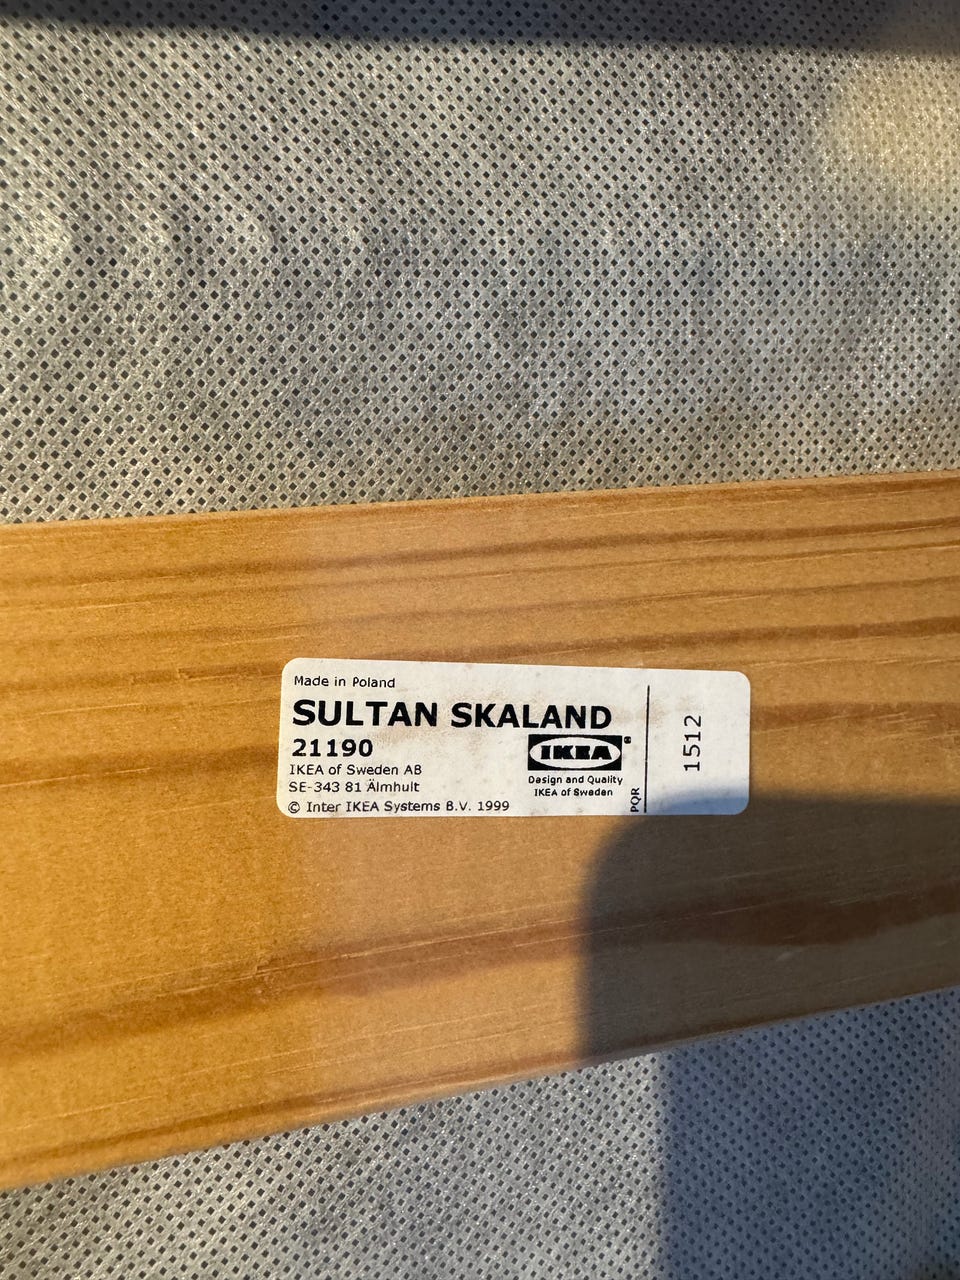 Made in Poland
SULTAN SKALAND
21190
IKEA of Sweden AB
SE-343 81 Älmhult
© Inter IKEA Systems B.V. 1999
IKEA®
Design and Quality
IKEA of Sweden
PQR
1512